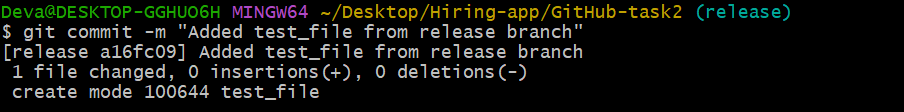 Deva@DESKTOP-GGHUO6H MINGW64 ~/Desktop/Hiring-app/GitHub-task2 (release)
$ git commit -m "Added test_file from release branch"
[release a16fc09] Added test_file from release branch
 1 file changed, 0 insertions(+), 0 deletions(-)
 create mode 100644 test_file